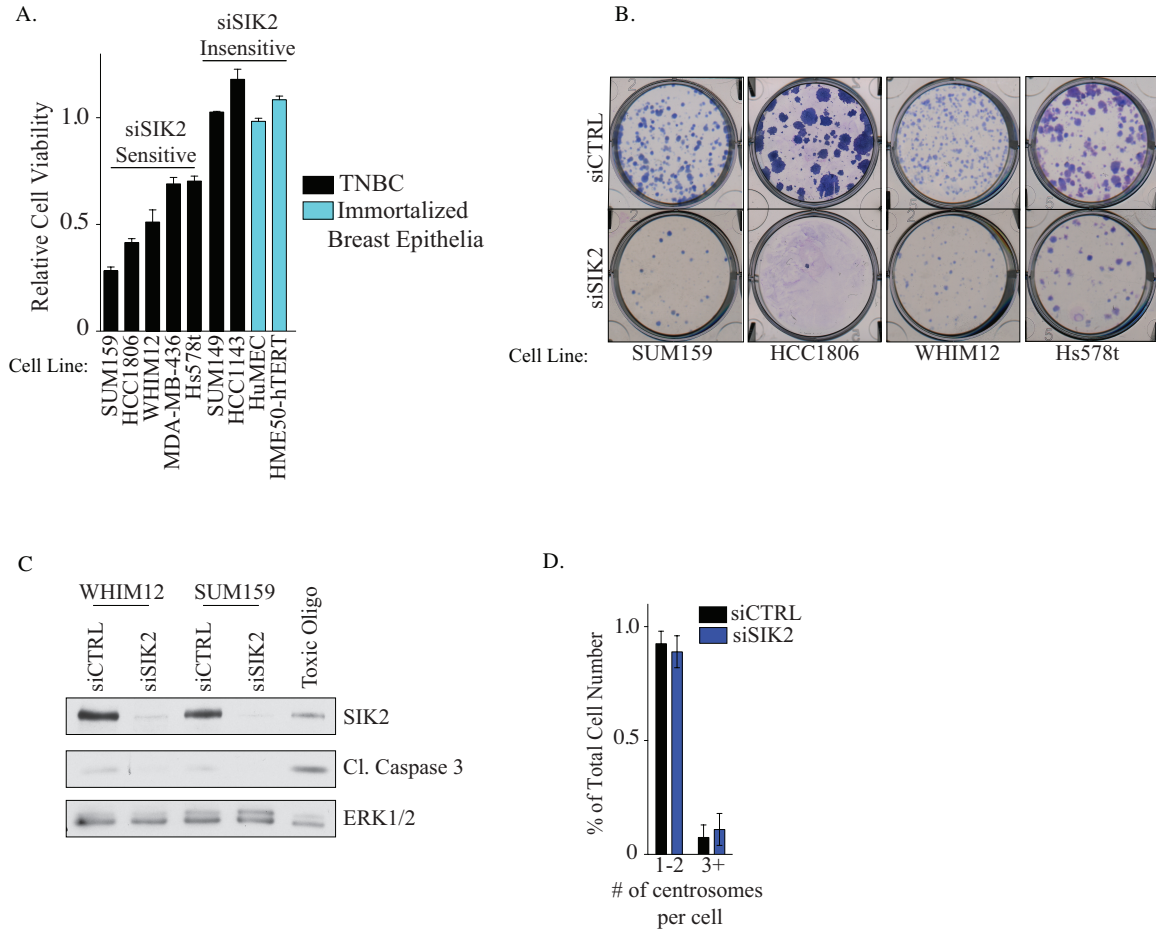 A.
siSIK2
Insensitive
siSIK2
Sensitive
1.0
0.5
0
Relative Cell Viability
TNBC
Immortalized
Breast Epithelia
Cell Line:
SUM159
HCC1806
WHIM12
MDA-MB-436
Hs578t
SUM149
HCC1143
HuMEC
HME50-hTERT
B.
siCTRL
siSIK2
Cell Line:
SUM159
HCC1806
WHIM12
Hs578t
C
WHIM12
SUM159
siCTRL
siSIK2
siCTRL
siSIK2
Toxic Oligo
SIK2
Cl. Caspase 3
ERK1/2
D.
siCTRL
siSIK2
1.0
0.5
0
% of Total Cell Number
1-2
3+
# of centrosomes
per cell